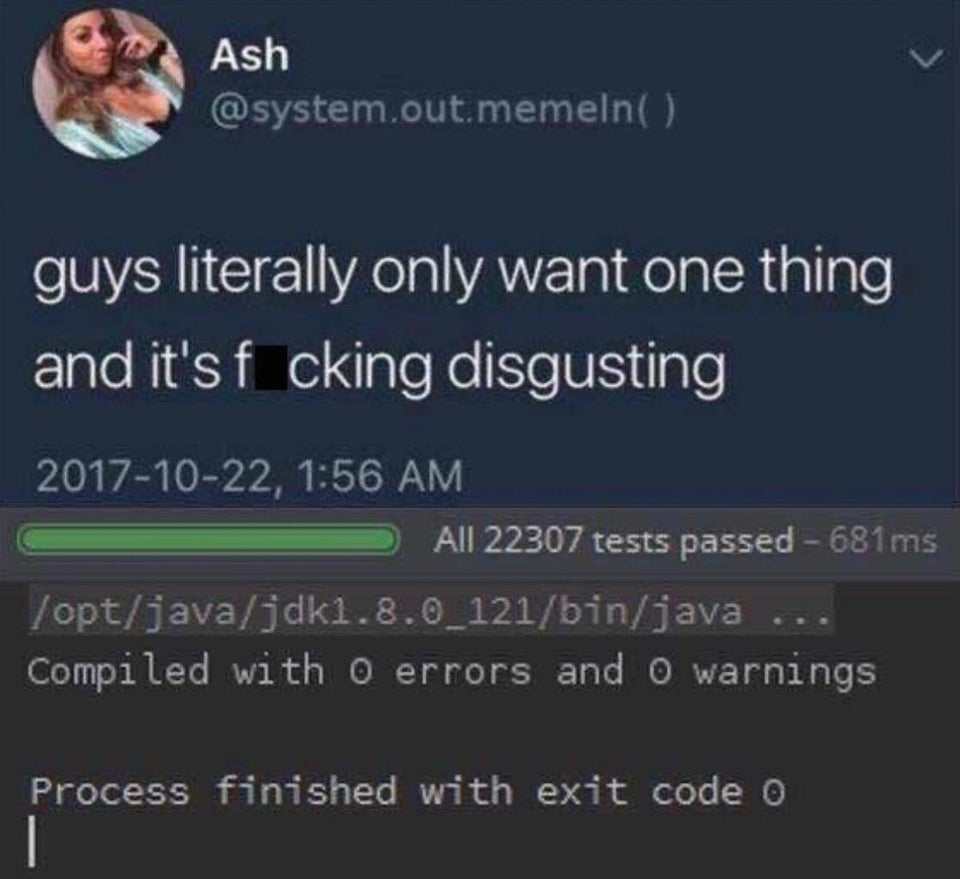 Ash
@system.out.memeln( )
guys literally only want one thing
and it's f cking disgusting
2017-10-22, 1:56 AM
All 22307 tests passed – 681ms
/opt/java/jdk1.8.0_121/bin/java ...
Compiled with 0 errors and 0 warnings
Process finished with exit code 0